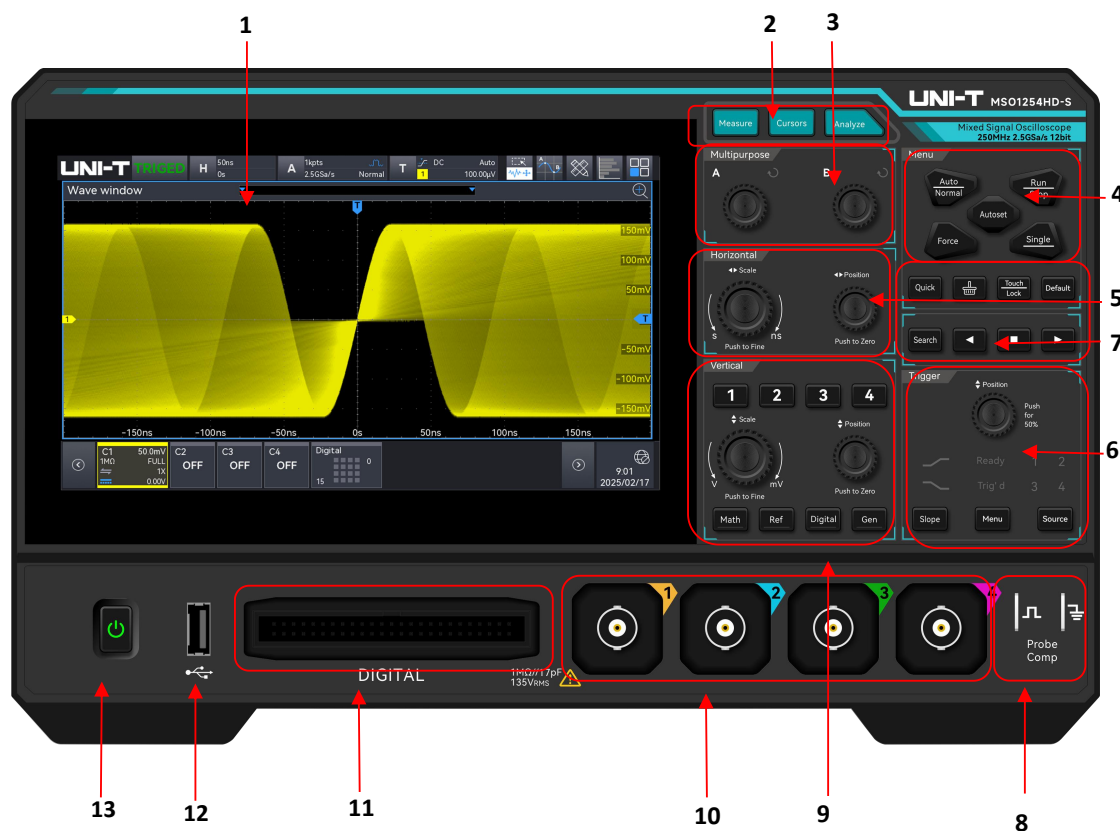 1
2
3
UNI-T MSO1254HD-S
Mixed Signal Oscilloscope
250MHz 2.5GSa/s 12bit
Measure
Cursors
Analyze
Multipurpose
A
B
Menu
Auto
Normal
Run
Stop
Autoset
Force
Single
4
UNI-T TRIGED
H 50ns
0s
A 1kpts
2.5GSa/s Normal
T DC Auto
1 100.00µV
Wave window
T
150mV
100mV
50mV
1
T
-50mV
-100mV
-150mV
-150ns -100ns -50ns 0s 50ns 100ns 150ns
C1 50.0mV
1MΩ FULL
1X
0.00V
C2
OFF
C3
OFF
C4
OFF
Digital
0
15
9:01
2025/02/17
Horizontal
Scale
Position
s
ns
Push to Fine
Push to Zero
Quick
Touch
Lock
Default
5
Search
7
Vertical
1 2 3 4
Scale
Position
V
mV
Push to Fine
Push to Zero
Math
Ref
Digital
Gen
Trigger
Position
Push
for
50%
Ready 1 2
Trig' d 3 4
6
Slope
Menu
Source
DIGITAL
1MΩ//17pF
135VRMS
1
2
3
4
Probe
Comp
13
12
11
10
9
8